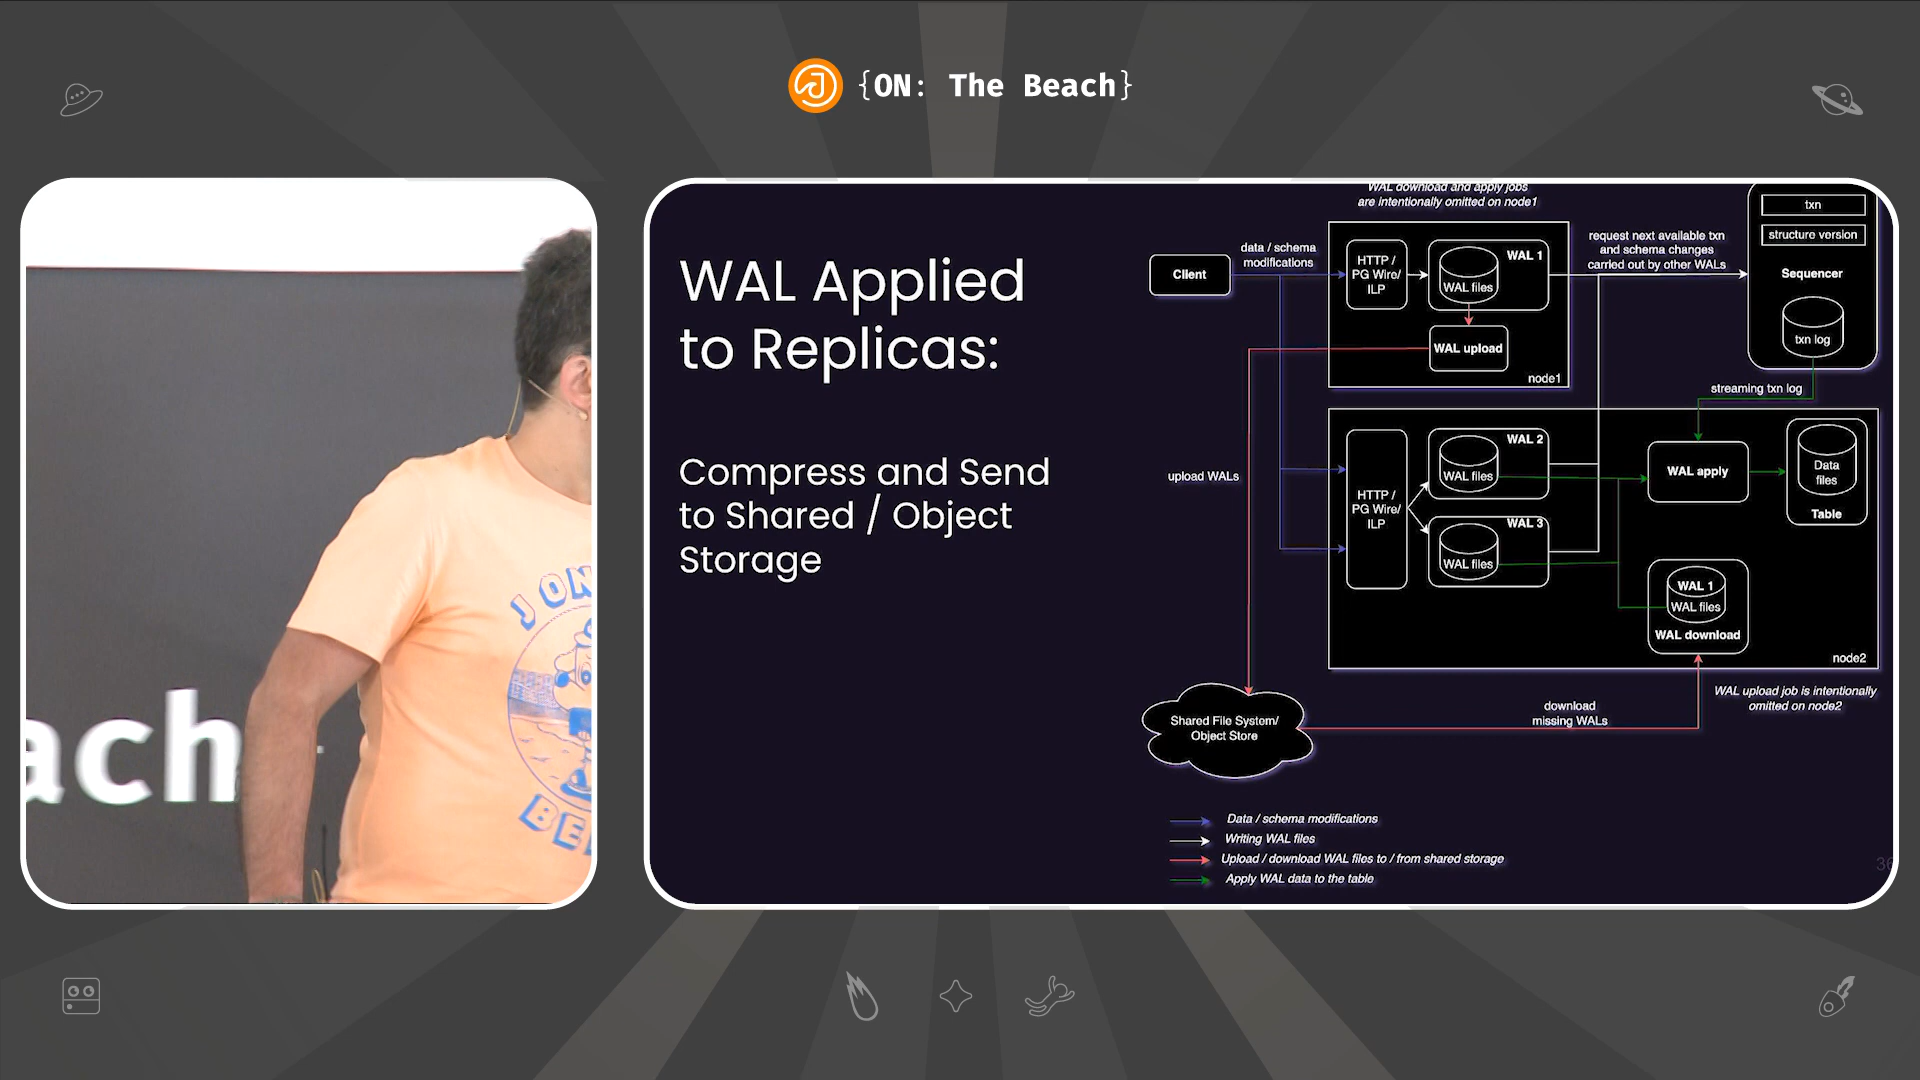 {ON: The Beach}
ach
JON
BE
WAL Applied
to Replicas:
Compress and Send
to Shared / Object
Storage
WAL download and apply jobs
are intentionally omitted on node1
Client
data / schema
modifications
HTTP /
PG Wire/
ILP
WAL 1
WAL files
WAL upload
node1
request next available txn
and schema changes
carried out by other WALs
txn
structure version
Sequencer
txn log
streaming txn log
upload WALs
HTTP /
PG Wire/
ILP
WAL 2
WAL files
WAL 3
WAL files
WAL apply
Data
files
Table
WAL 1
WAL files
WAL download
node2
WAL upload job is intentionally
omitted on node2
download
missing WALs
Shared File System/
Object Store
Data / schema modifications
Writing WAL files
Upload / download WAL files to / from shared storage
Apply WAL data to the table